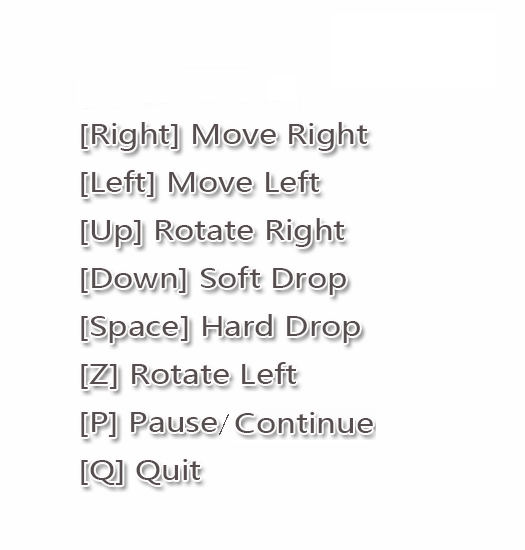 [Right] Move Right
[Left] Move Left
[Up] Rotate Right
[Down] Soft Drop
[Space] Hard Drop
[Z] Rotate Left
[P] Pause/ Continue
[Q] Quit